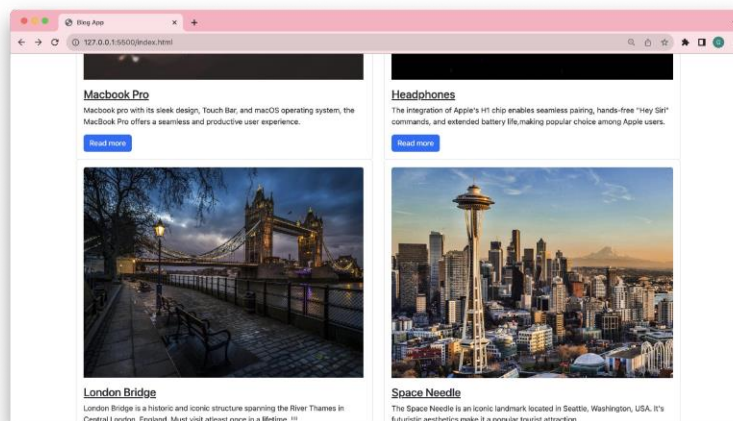 Blog App
127.0.0.1:5500/index.html
Macbook Pro
Macbook pro with its sleek design, Touch Bar, and macOS operating system, the
MacBook Pro offers a seamless and productive user experience.
Read more
Headphones
The integration of Apple's H1 chip enables seamless pairing, hands-free "Hey Siri"
commands, and extended battery life,making popular choice among Apple users.
Read more
London Bridge
London Bridge is a historic and iconic structure spanning the River Thames in
Central London, England. Must visit atleast once in a lifetime. !!!
Space Needle
The Space Needle is an iconic landmark located in Seattle, Washington, USA. It's
futuristic aesthetics make it a popular tourist attraction.